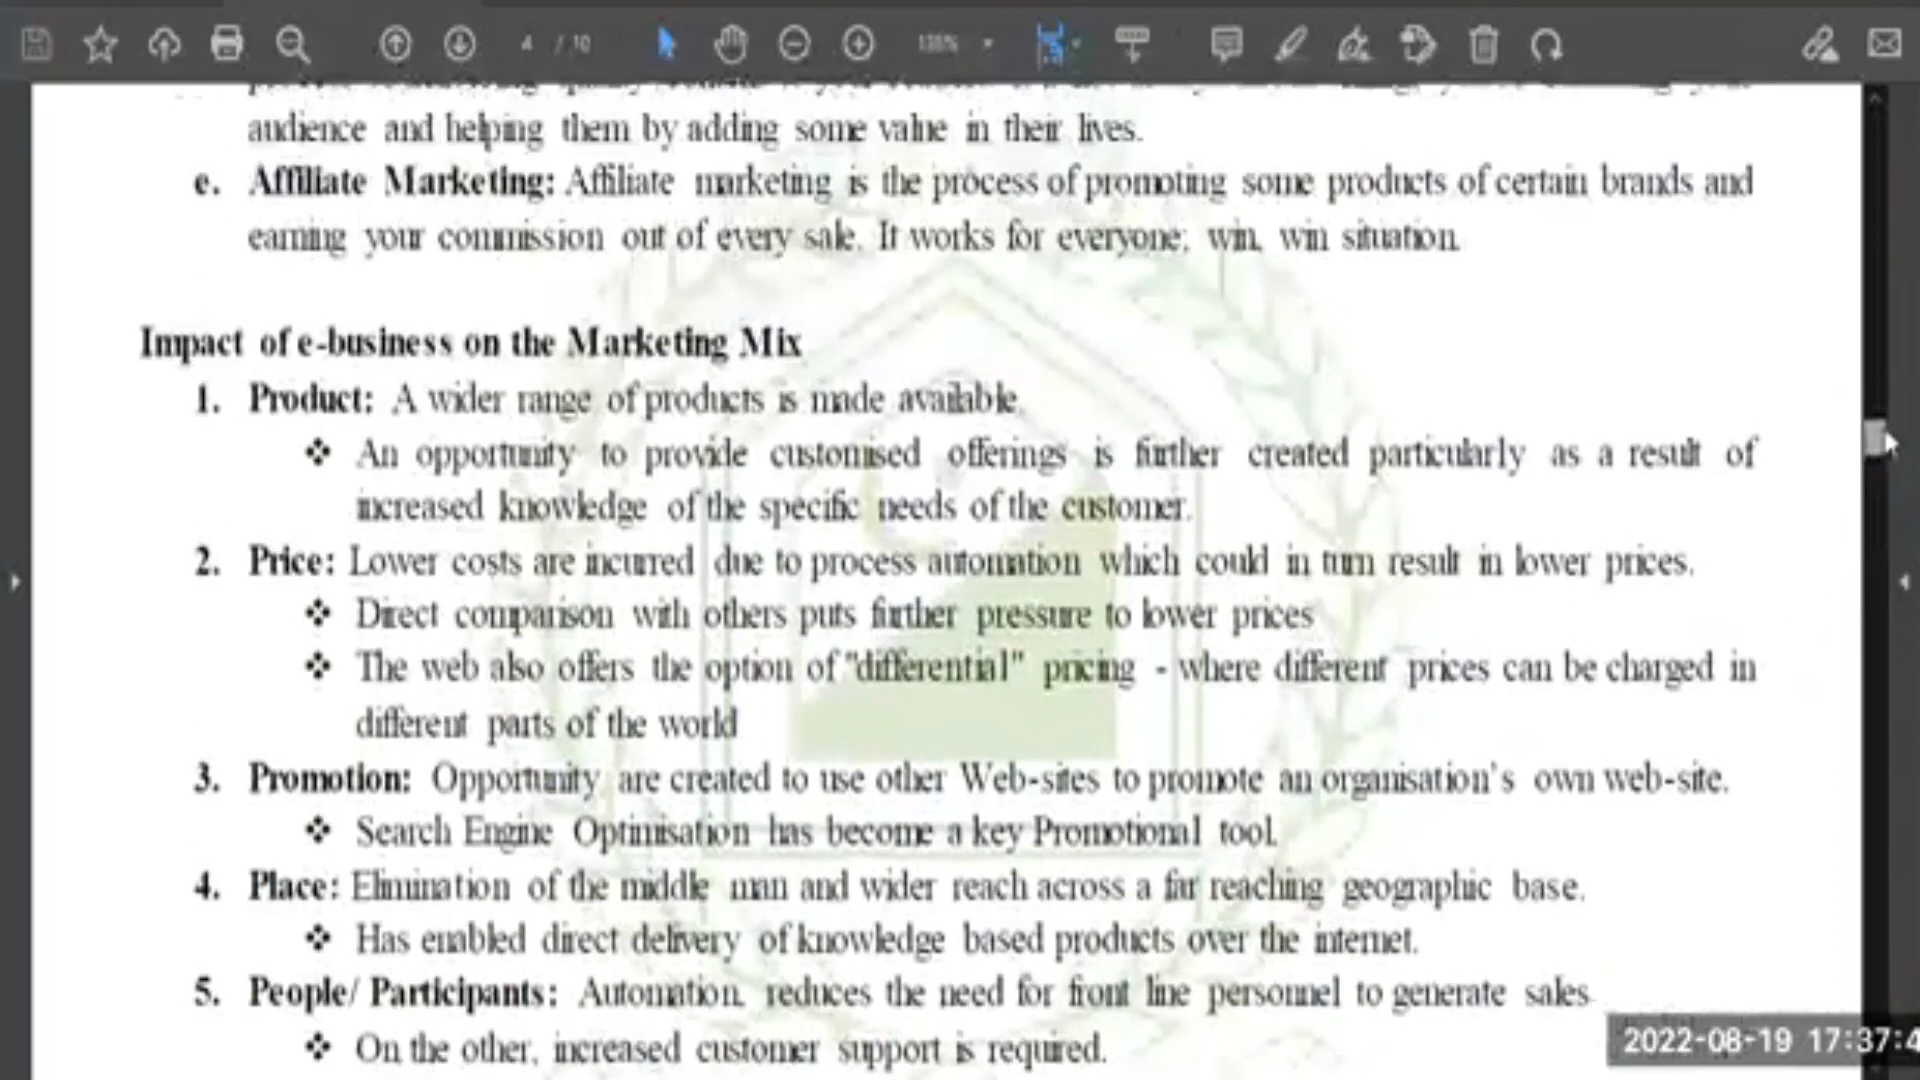 4 / 10 138%
audience and helping them by adding some value in their lives.
e. Affiliate Marketing: Affiliate marketing is the process of promoting some products of certain brands and
earning your commission out of every sale. It works for everyone; win, win situation.
Impact of e-business on the Marketing Mix
1. Product: A wider range of products is made available.
❖ An opportunity to provide customised offerings is further created particularly as a result of
increased knowledge of the specific needs of the customer.
2. Price: Lower costs are incurred due to process automation which could in turn result in lower prices.
❖ Direct comparison with others puts further pressure to lower prices
❖ The web also offers the option of "differential" pricing - where different prices can be charged in
different parts of the world
3. Promotion: Opportunity are created to use other Web-sites to promote an organisation's own web-site.
❖ Search Engine Optimisation has become a key Promotional tool.
4. Place: Elimination of the middle man and wider reach across a far reaching geographic base.
❖ Has enabled direct delivery of knowledge based products over the internet.
5. People/ Participants: Automation, reduces the need for front line personnel to generate sales
❖ On the other, increased customer support is required.
2022-08-19 17:37:4